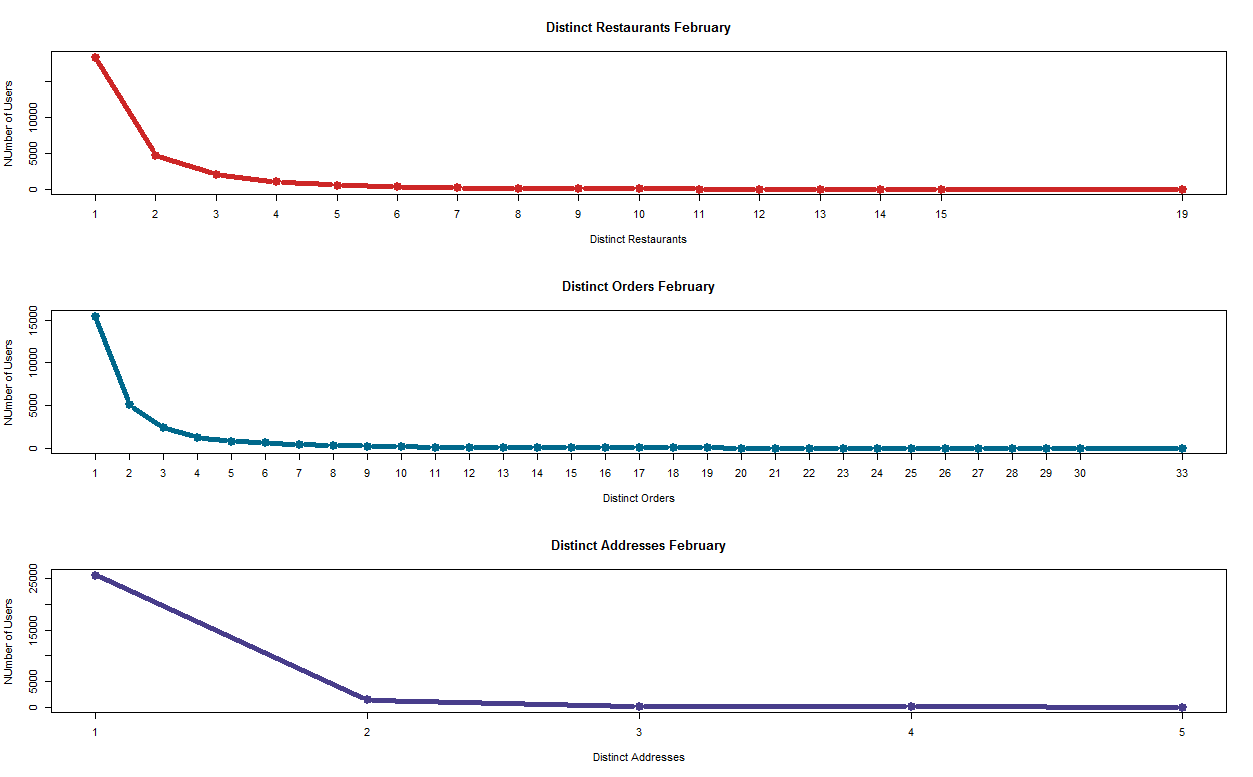 Distinct Restaurants February
NUmber of Users
10000
5000
0
1 2 3 4 5 6 7 8 9 10 11 12 13 14 15 19
Distinct Restaurants
Distinct Orders February
NUmber of Users
15000
10000
5000
0
1 2 3 4 5 6 7 8 9 10 11 12 13 14 15 16 17 18 19 20 21 22 23 24 25 26 27 28 29 30 33
Distinct Orders
Distinct Addresses February
NUmber of Users
25000
15000
5000
0
1 2 3 4 5
Distinct Addresses